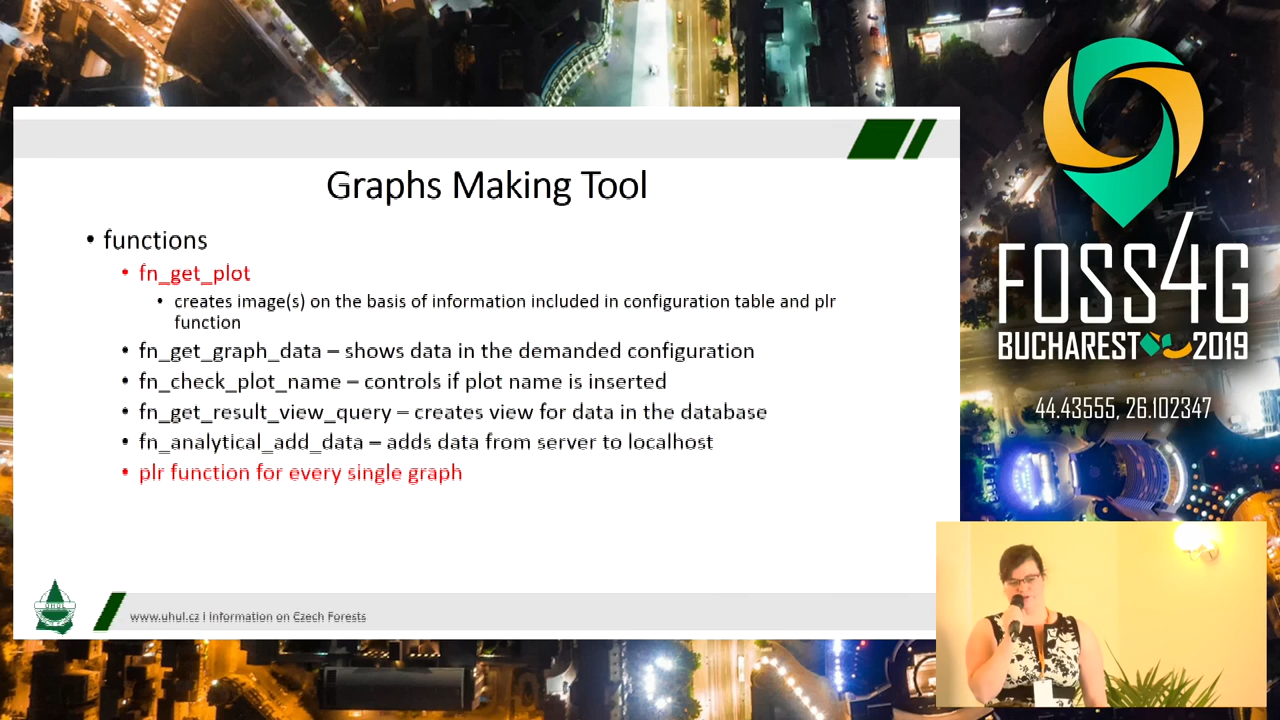 Graphs Making Tool
• functions
• fn_get_plot
• creates image(s) on the basis of information included in configuration table and plr
function
• fn_get_graph_data – shows data in the demanded configuration
• fn_check_plot_name – controls if plot name is inserted
• fn_get_result_view_query – creates view for data in the database
• fn_analytical_add_data – adds data from server to localhost
• plr function for every single graph
UHUL
www.uhul.cz I Information on Czech Forests
FOSS4G
BUCHAREST 2019
44.43555, 26.102347